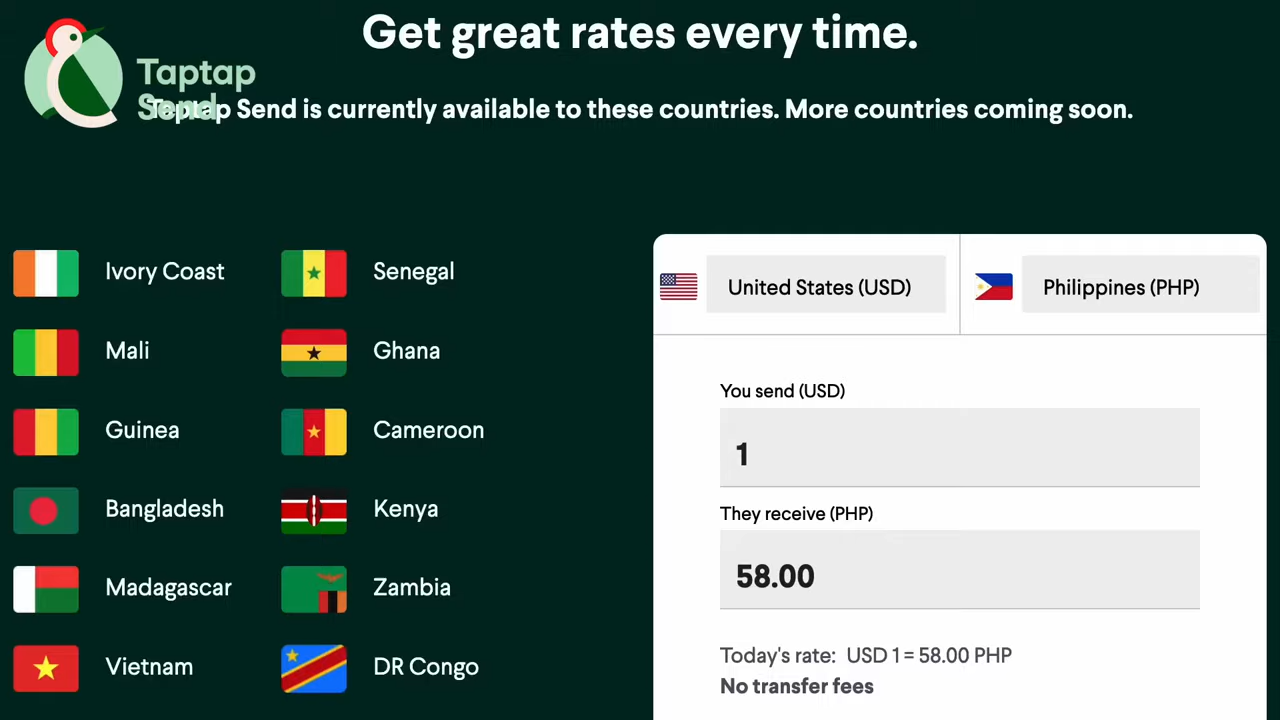 Get great rates every time.
Taptap
Send
Taptap Send is currently available to these countries. More countries coming soon.
Ivory Coast
Senegal
Mali
Ghana
Guinea
Cameroon
Bangladesh
Kenya
Madagascar
Zambia
Vietnam
DR Congo
United States (USD)
Philippines (PHP)
You send (USD)
1
They receive (PHP)
58.00
Today's rate: USD 1 = 58.00 PHP
No transfer fees